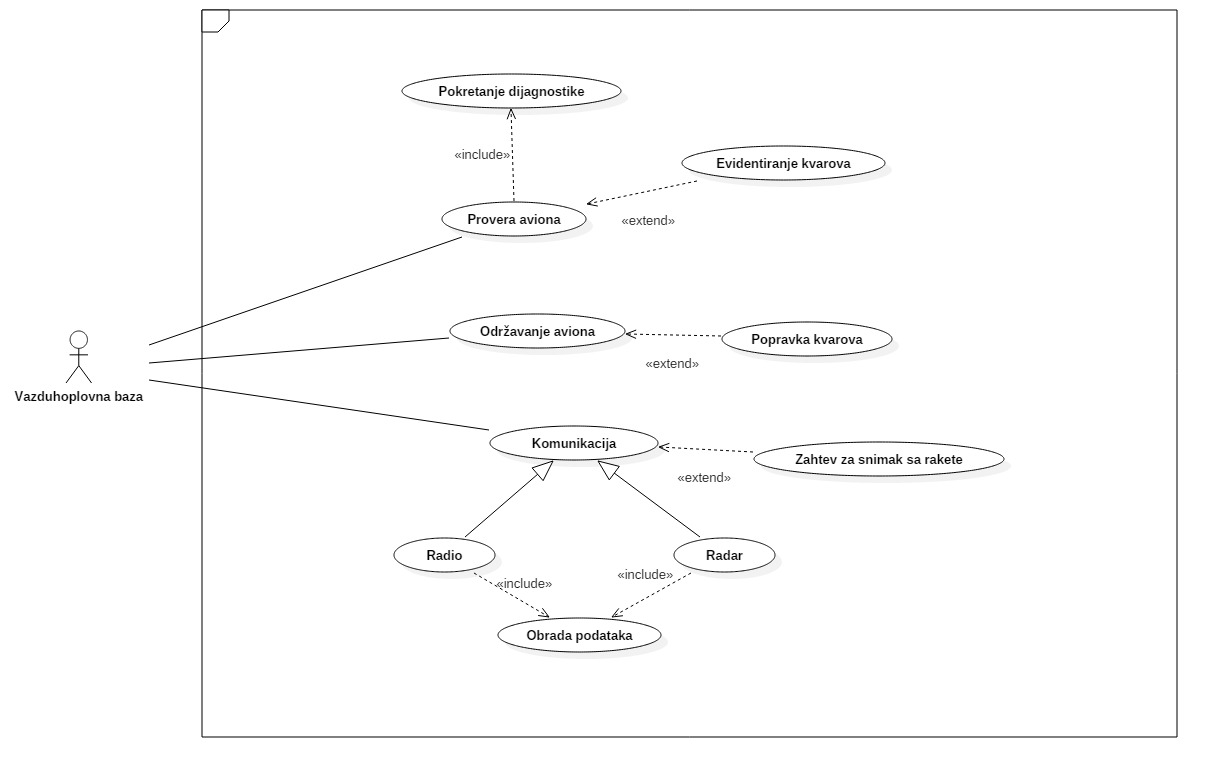 Pokretanje dijagnostike
«include»
Evidentiranje kvarova
Provera aviona
«extend»
Održavanje aviona
Popravka kvarova
«extend»
Vazduhoplovna baza
Komunikacija
Zahtev za snimak sa rakete
«extend»
Radio
Radar
«include»
«include»
Obrada podataka